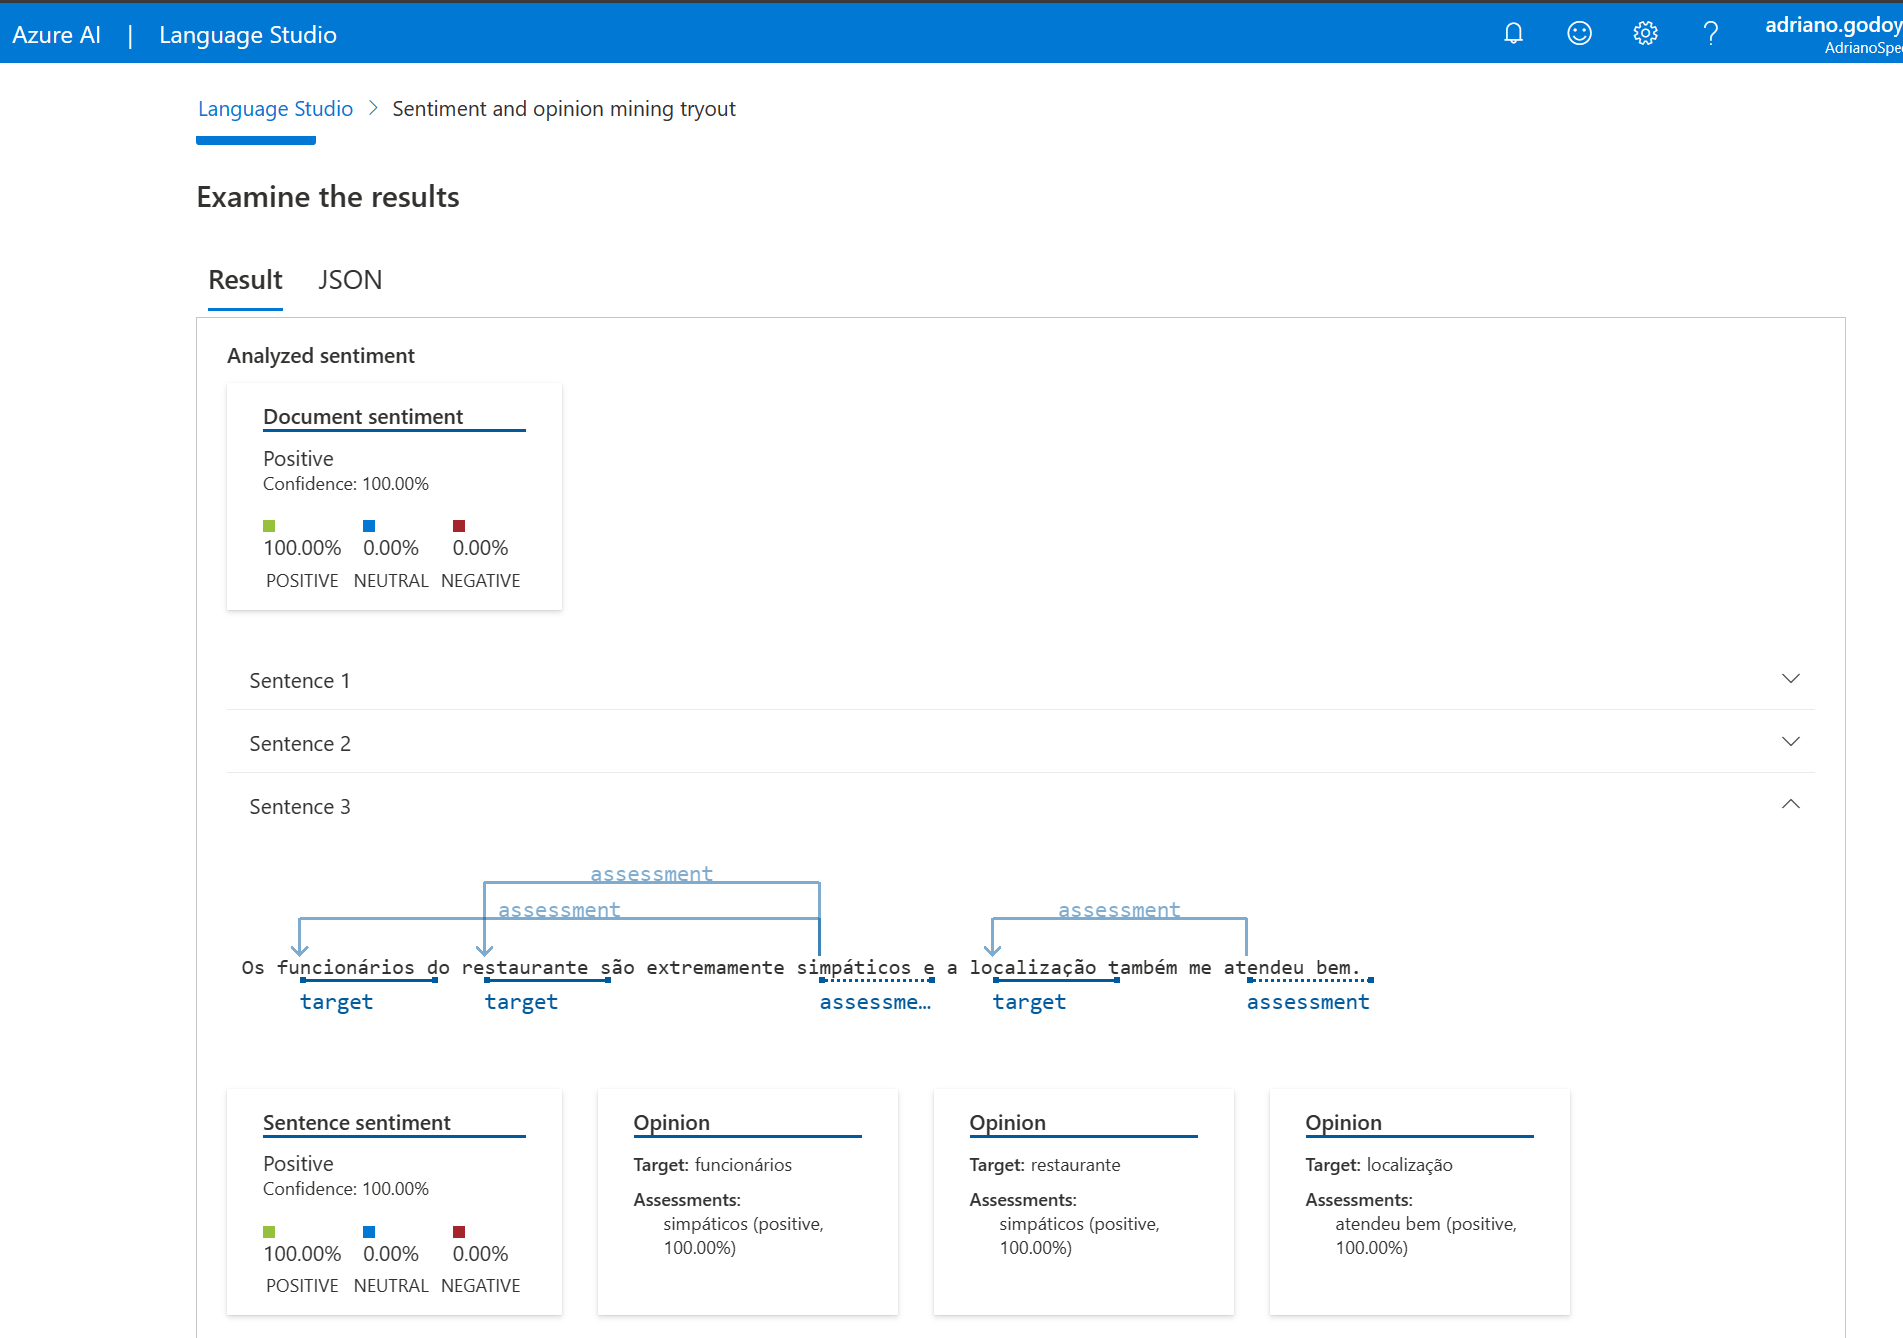 Azure AI | Language Studio
adriano.godoy
AdrianoSpe
Language Studio > Sentiment and opinion mining tryout
Examine the results
Result JSON
Analyzed sentiment
Document sentiment
Positive
Confidence: 100.00%
100.00% 0.00% 0.00%
POSITIVE NEUTRAL NEGATIVE
Sentence 1
Sentence 2
Sentence 3
assessment
assessment assessment
Os funcionários do restaurante são extremamente simpáticos e a localização também me atendeu bem.
target target assessme… target assessment
Sentence sentiment
Positive
Confidence: 100.00%
100.00% 0.00% 0.00%
POSITIVE NEUTRAL NEGATIVE
Opinion
Target: funcionários
Assessments:
simpáticos (positive,
100.00%)
Opinion
Target: restaurante
Assessments:
simpáticos (positive,
100.00%)
Opinion
Target: localização
Assessments:
atendeu bem (positive,
100.00%)